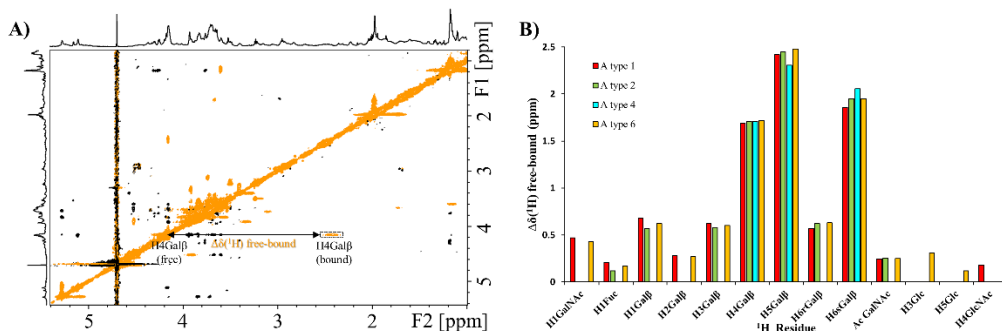 A)
F1 [ppm]
2
3
4
5
H4Galβ
(free)
Δδ(¹H) free-bound
H4Galβ
(bound)
5
4
3
2
F2 [ppm]
B)
Δδ(¹H) free-bound (ppm)
2.5
2
1.5
1
0.5
0
A type 1
A type 2
A type 4
A type 6
H1GalNAc
H1Fuc
H1Galβ
H2Galβ
H3Galβ
H4Galβ
H5Galβ
H6rGalβ
H6sGalβ
Ac GalNAc
H3Glc
H5Glc
H4GlcNAc
¹H Residue